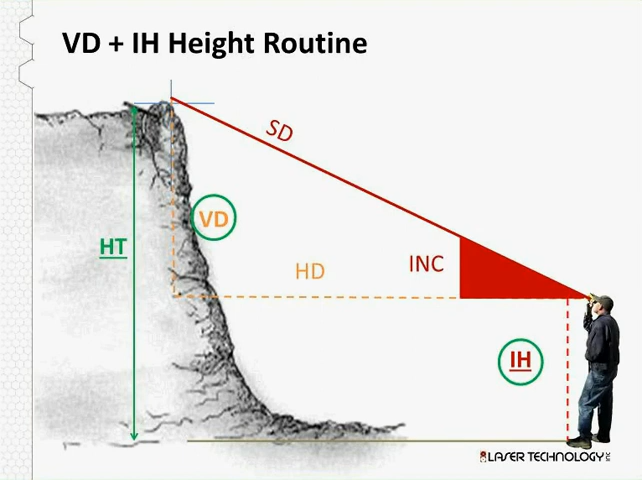 VD + IH Height Routine
SD
VD
HT
HD
INC
IH
LASER TECHNOLOGY INC